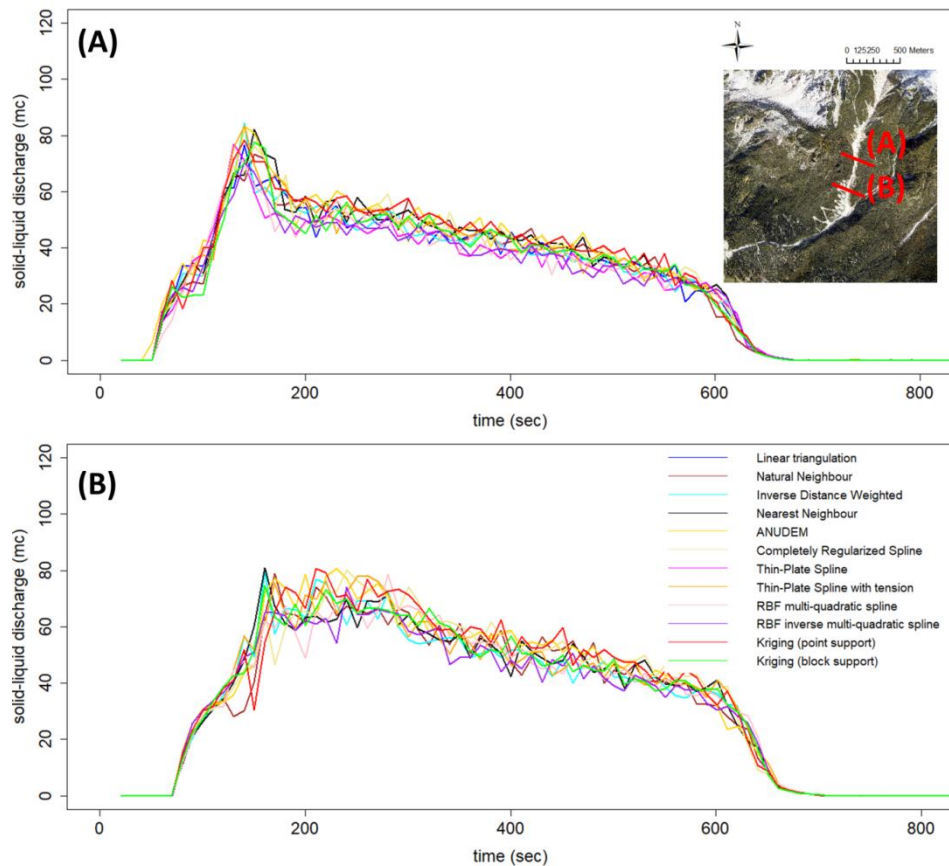 (A)
solid-liquid discharge (mc)
120
100
80
60
40
20
0
N
0 125250 500 Meters
(A)
(B)
0 200 400 600 800
time (sec)
(B)
solid-liquid discharge (mc)
120
100
80
60
40
20
0
Linear triangulation
Natural Neighbour
Inverse Distance Weighted
Nearest Neighbour
ANUDEM
Completely Regularized Spline
Thin-Plate Spline
Thin-Plate Spline with tension
RBF multi-quadratic spline
RBF inverse multi-quadratic spline
Kriging (point support)
Kriging (block support)
0 200 400 600 800
time (sec)